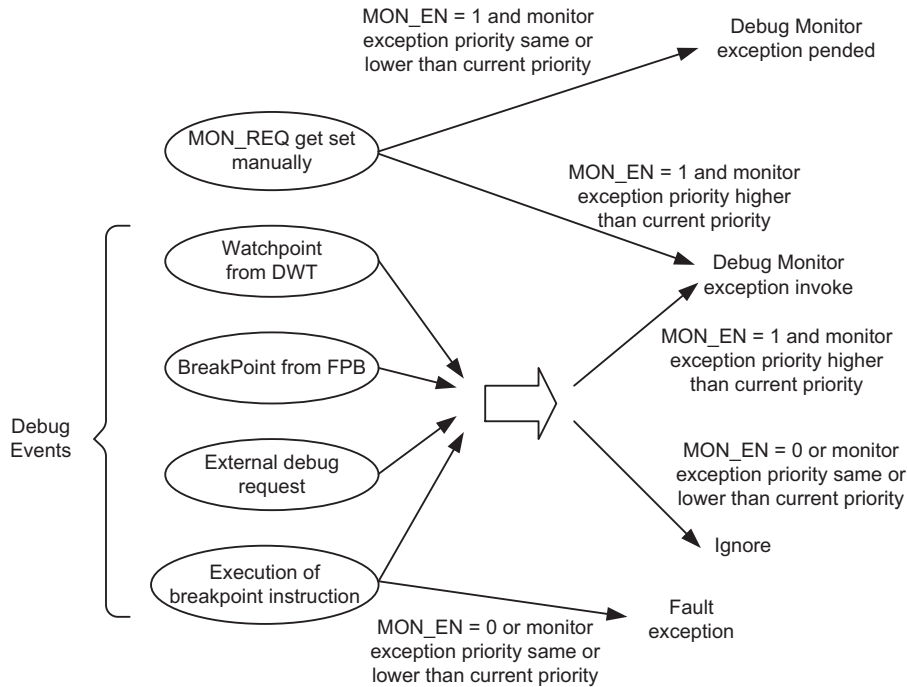 MON_EN = 1 and monitor
exception priority same or
lower than current priority
Debug Monitor
exception pended
MON_REQ get set
manually
MON_EN = 1 and monitor
exception priority higher
than current priority
Watchpoint
from DWT
Debug Monitor
exception invoke
BreakPoint from FPB
MON_EN = 1 and monitor
exception priority higher
than current priority
Debug
Events
External debug
request
MON_EN = 0 or monitor
exception priority same or
lower than current priority
Ignore
Execution of
breakpoint instruction
Fault
exception
MON_EN = 0 or monitor
exception priority same or
lower than current priority